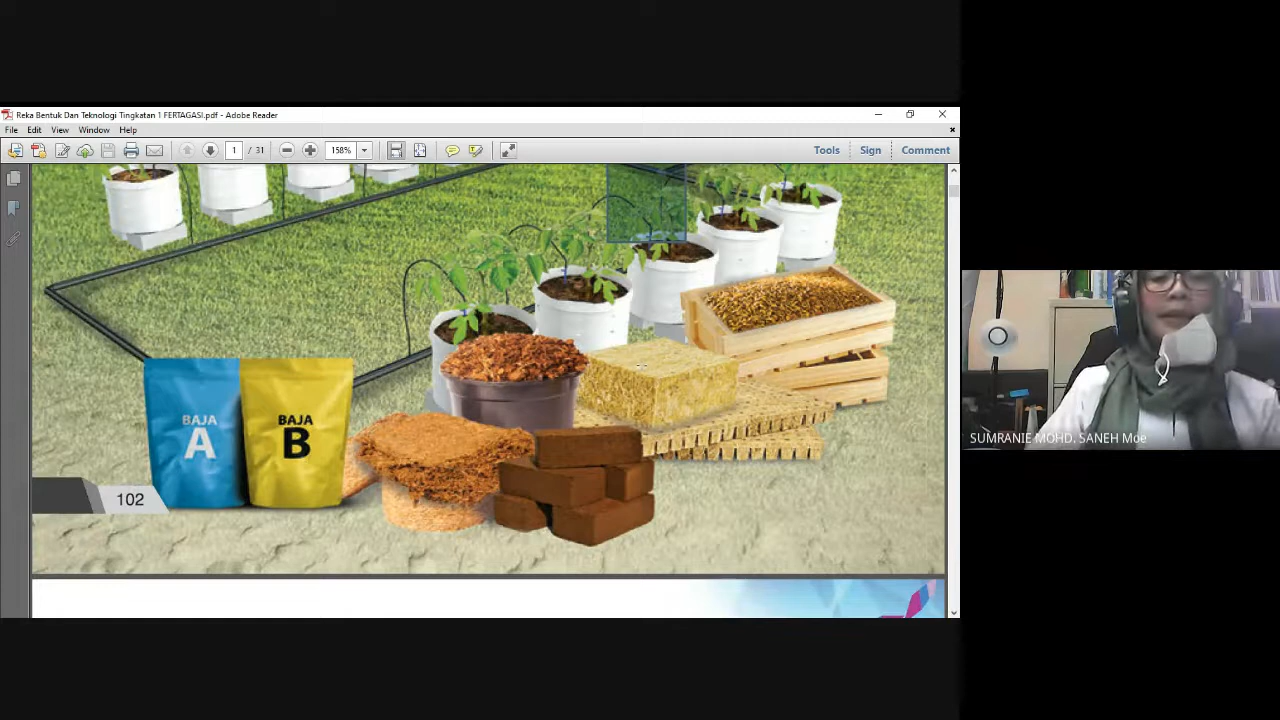 Reka Bentuk Dan Teknologi Tingkatan 1 FERTAGASI.pdf - Adobe Reader
File Edit View Window Help
1 / 31 158% Tools Sign Comment
BAJA A
BAJA B
102
SUMRANIE MOHD. SANEH Moe